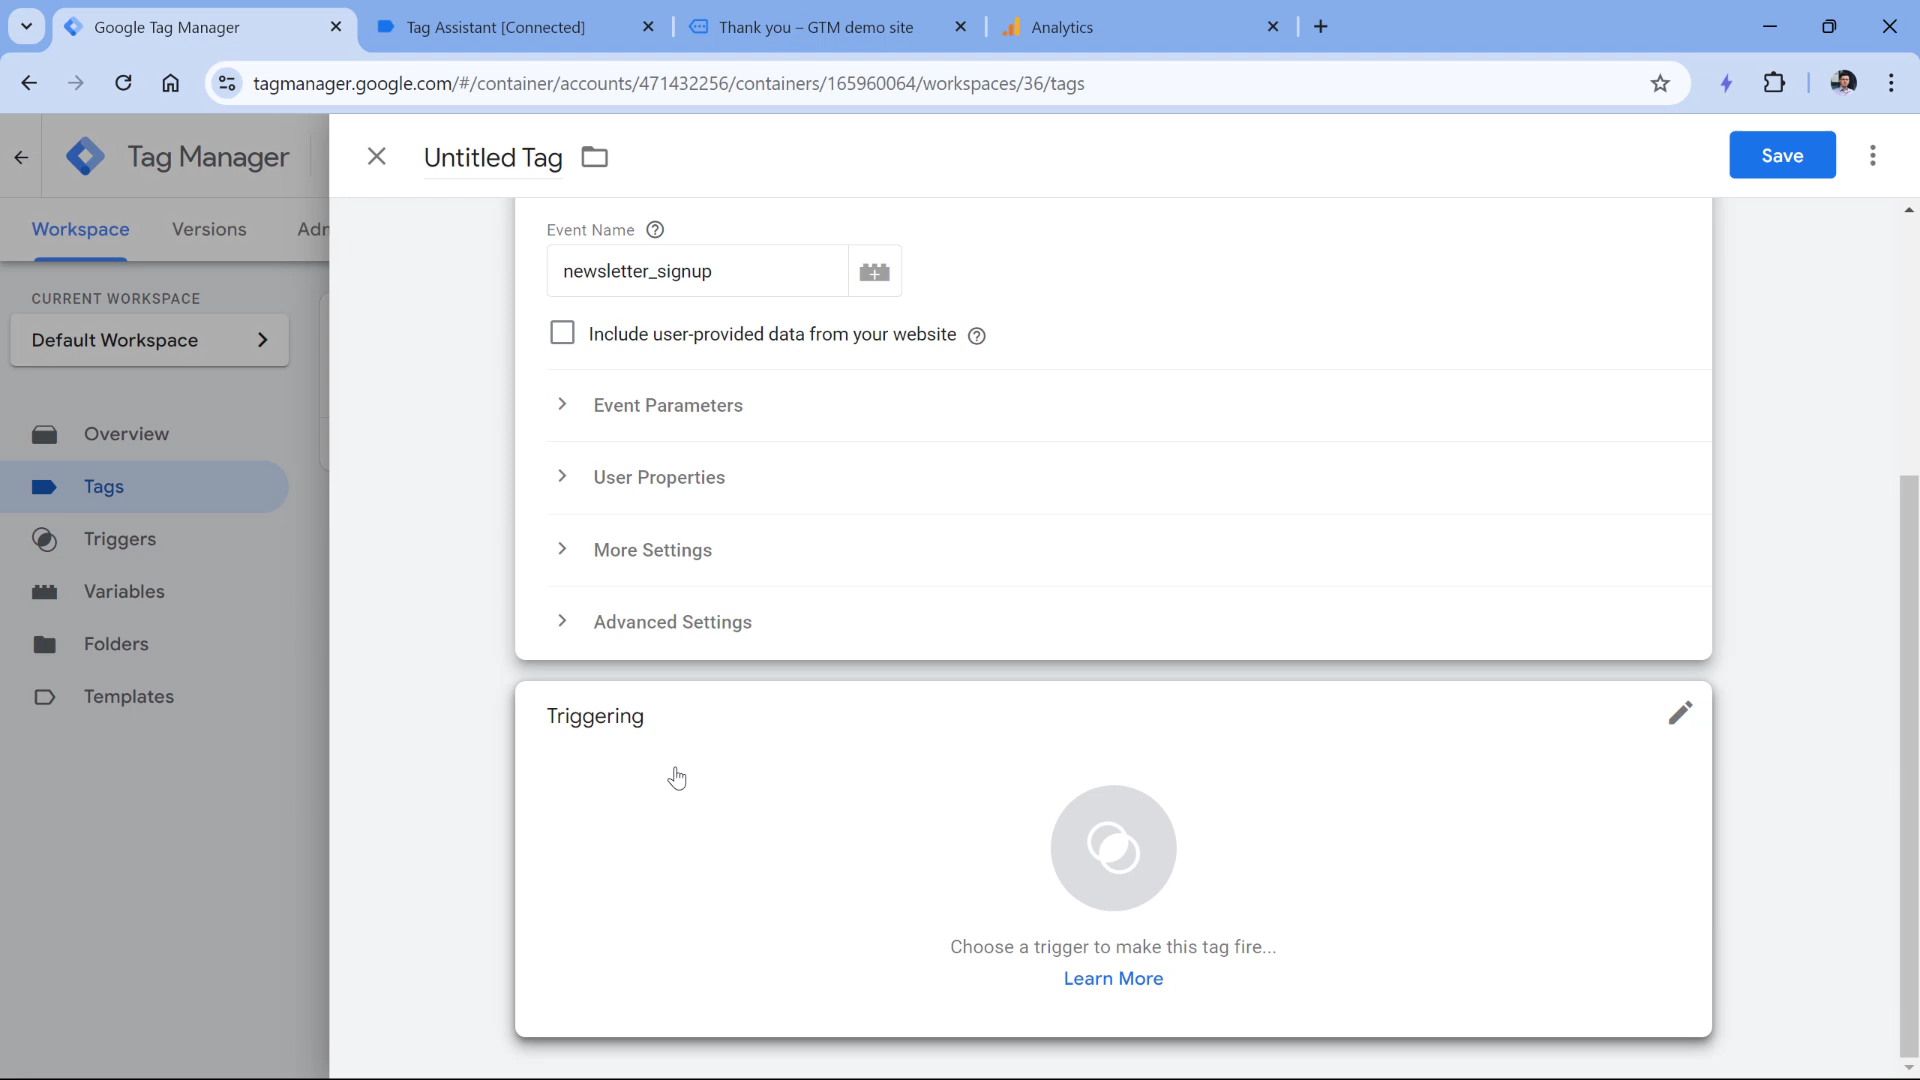 Google Tag Manager
Tag Assistant [Connected]
Thank you – GTM demo site
Analytics
tagmanager.google.com/#/container/accounts/471432256/containers/165960064/workspaces/36/tags
Tag Manager
Untitled Tag
Save
Workspace
Versions
Adr
CURRENT WORKSPACE
Default Workspace
Overview
Tags
Triggers
Variables
Folders
Templates
Event Name
newsletter_signup
Include user-provided data from your website
Event Parameters
User Properties
More Settings
Advanced Settings
Triggering
Choose a trigger to make this tag fire...
Learn More